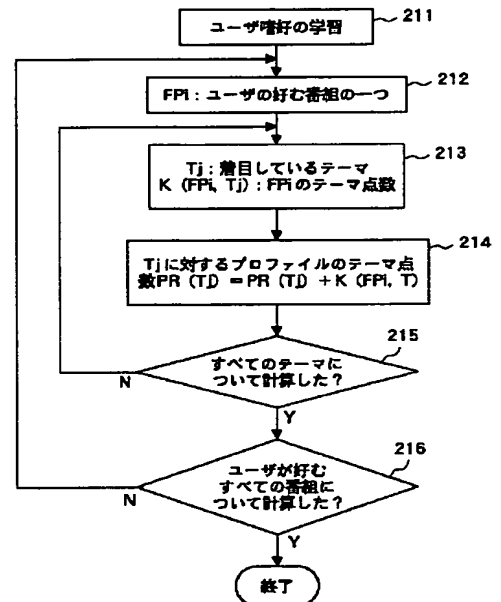 ユーザ嗜好の学習
211
FPi：ユーザの好む番組の一つ
212
Tj：着目しているテーマ
K（FPi, Tj）：FPiのテーマ点数
213
Tjに対するプロファイルのテーマ点
数PR（Tj）＝PR（Tj）＋K（FPi, T）
214
すべてのテーマに
ついて計算した？
215
N
Y
ユーザが好む
すべての番組に
ついて計算した？
216
N
Y
終了